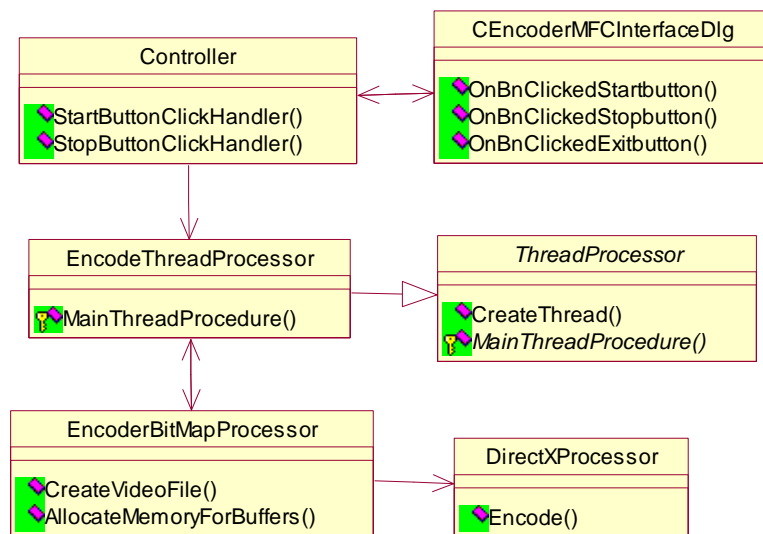 Controller
StartButtonClickHandler()
StopButtonClickHandler()
CEncoderMFCInterfaceDlg
OnBnClickedStartbutton()
OnBnClickedStopbutton()
OnBnClickedExitbutton()
EncodeThreadProcessor
MainThreadProcedure()
ThreadProcessor
CreateThread()
MainThreadProcedure()
EncoderBitMapProcessor
CreateVideoFile()
AllocateMemoryForBuffers()
DirectXProcessor
Encode()